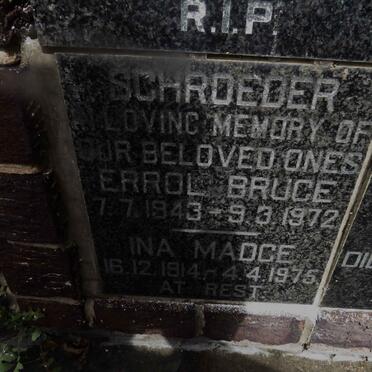 R.I.P.
SCHROEDER
IN LOVING MEMORY OF
OUR BELOVED ONES
ERROL BRUCE
7.7.1943 - 9.3.1972
INA MADGE
16.12.1914 - 4.4.1975
AT REST